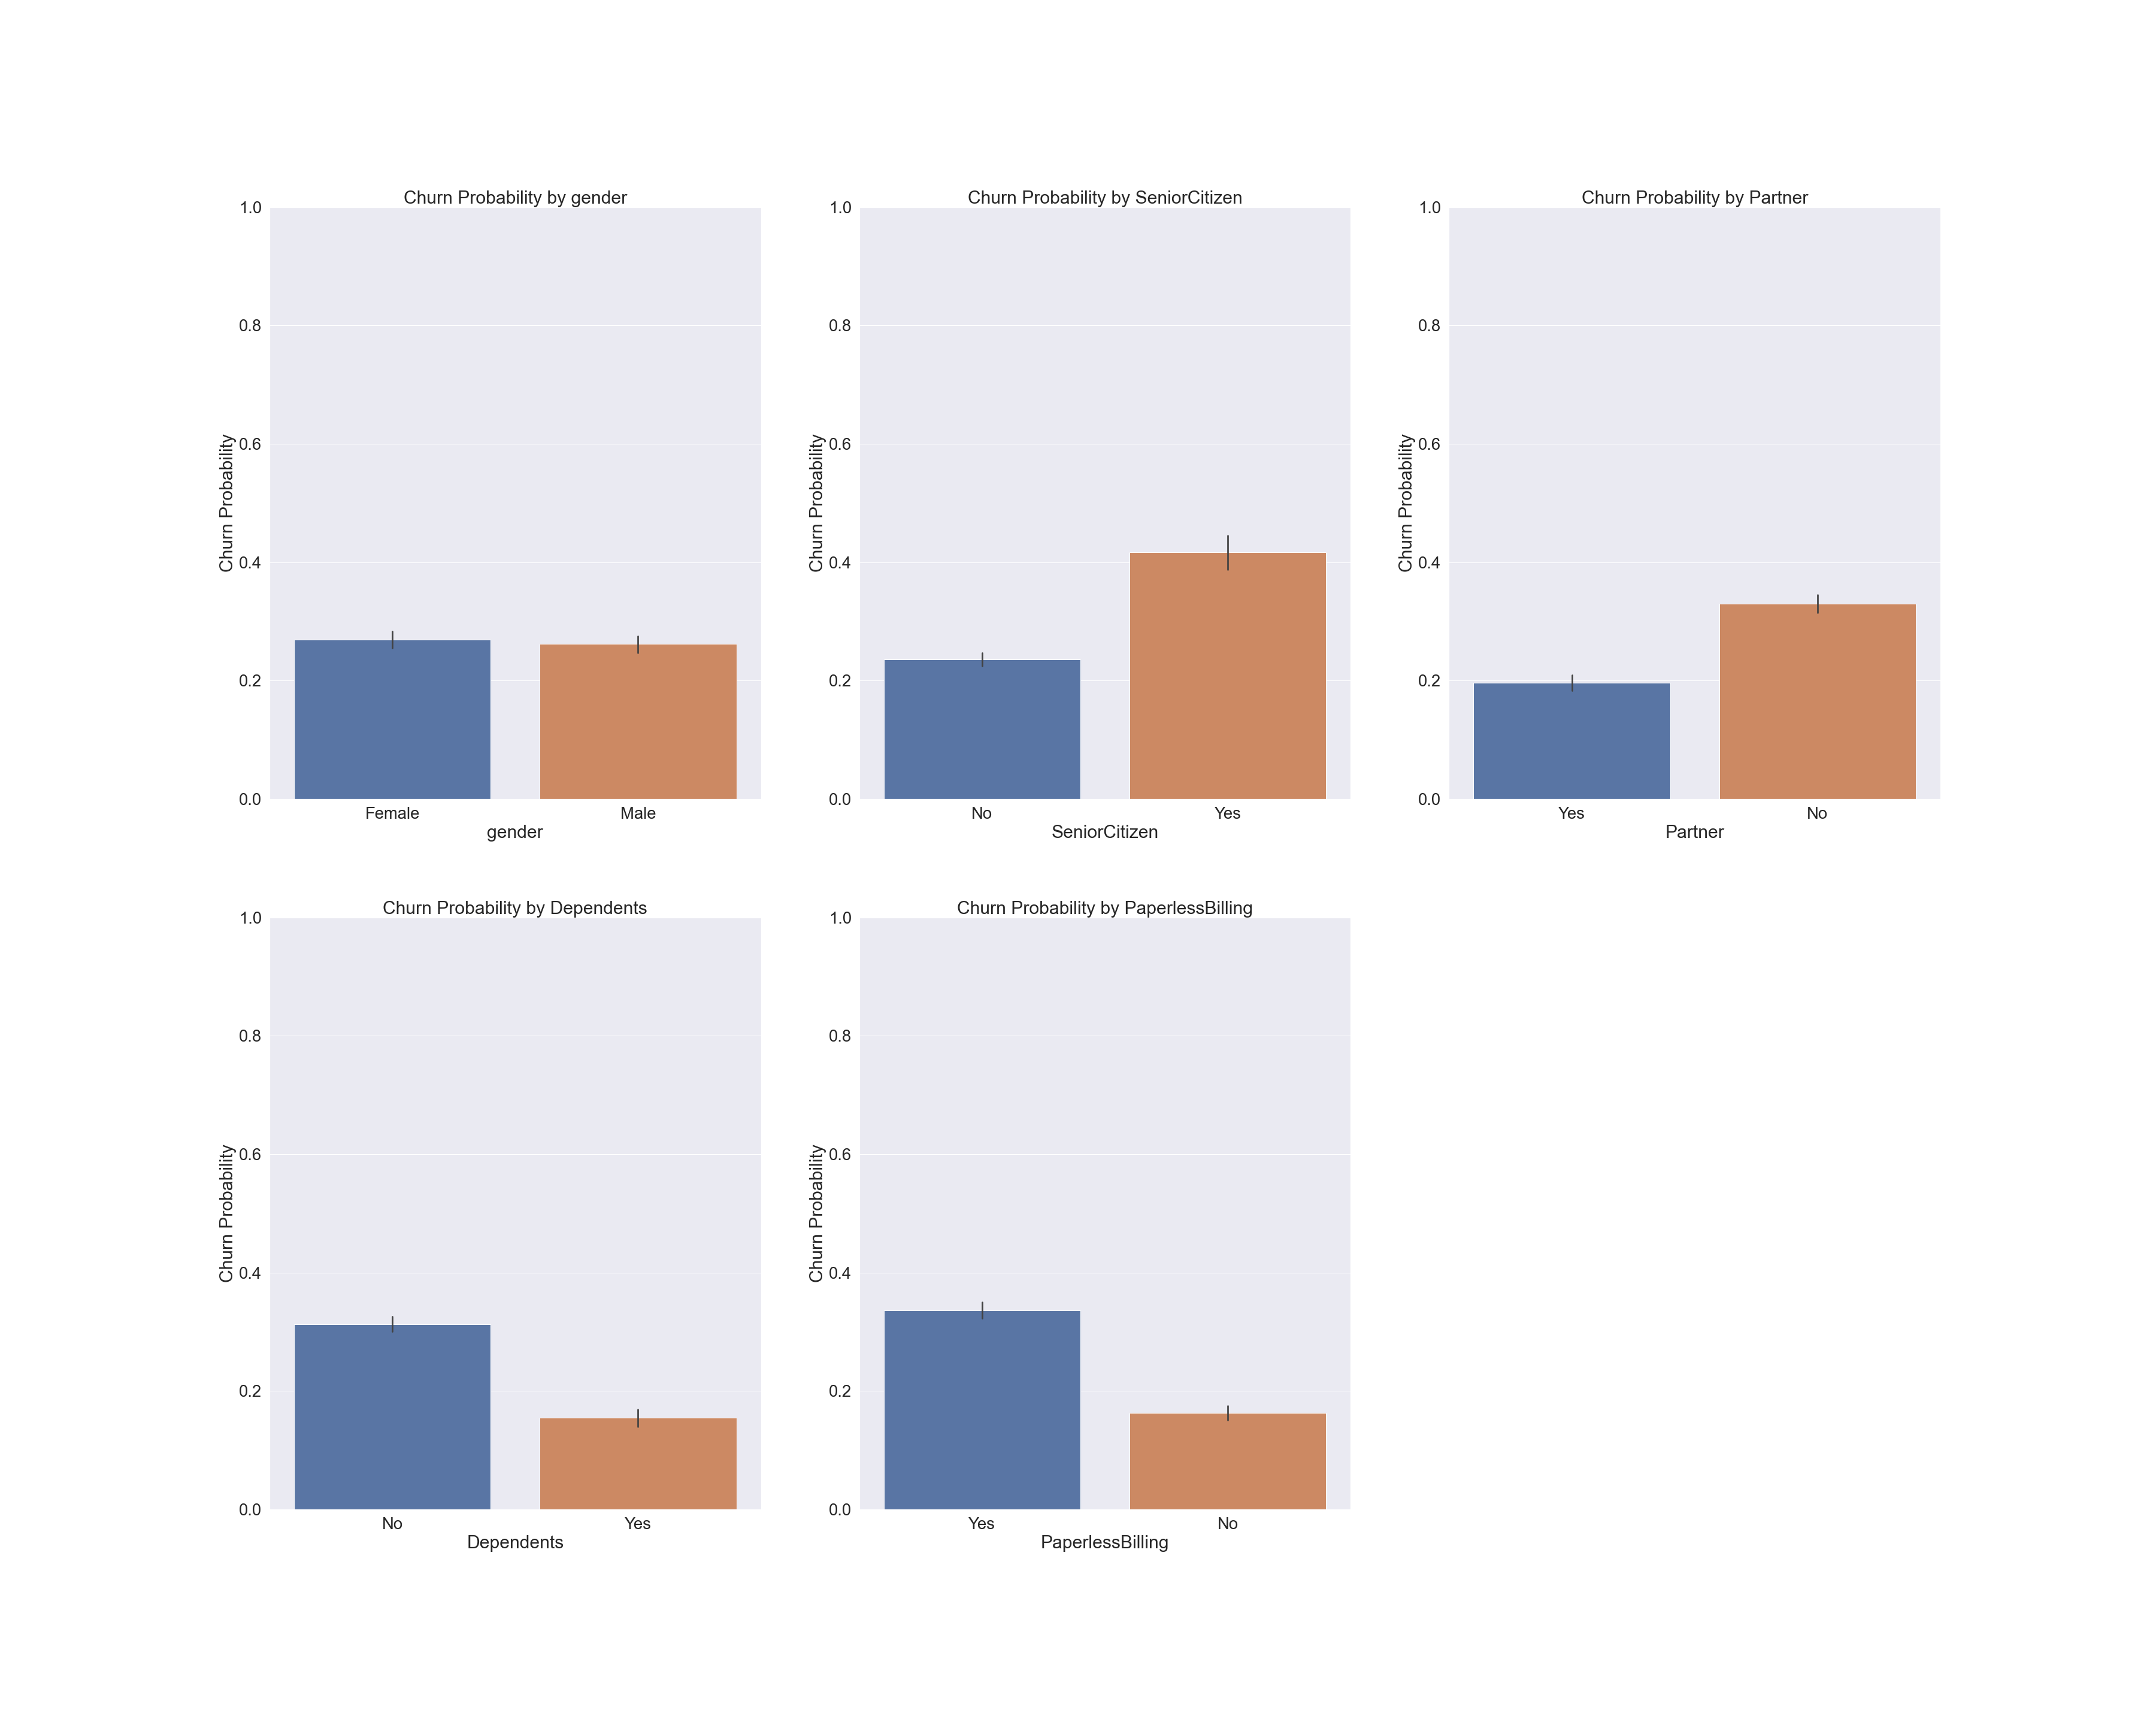 Churn Probability by gender
1.0
0.8
0.6
0.4
0.2
0.0
Churn Probability
Female Male
gender
Churn Probability by SeniorCitizen
1.0
0.8
0.6
0.4
0.2
0.0
Churn Probability
No Yes
SeniorCitizen
Churn Probability by Partner
1.0
0.8
0.6
0.4
0.2
0.0
Churn Probability
Yes No
Partner
Churn Probability by Dependents
1.0
0.8
0.6
0.4
0.2
0.0
Churn Probability
No Yes
Dependents
Churn Probability by PaperlessBilling
1.0
0.8
0.6
0.4
0.2
0.0
Churn Probability
Yes No
PaperlessBilling